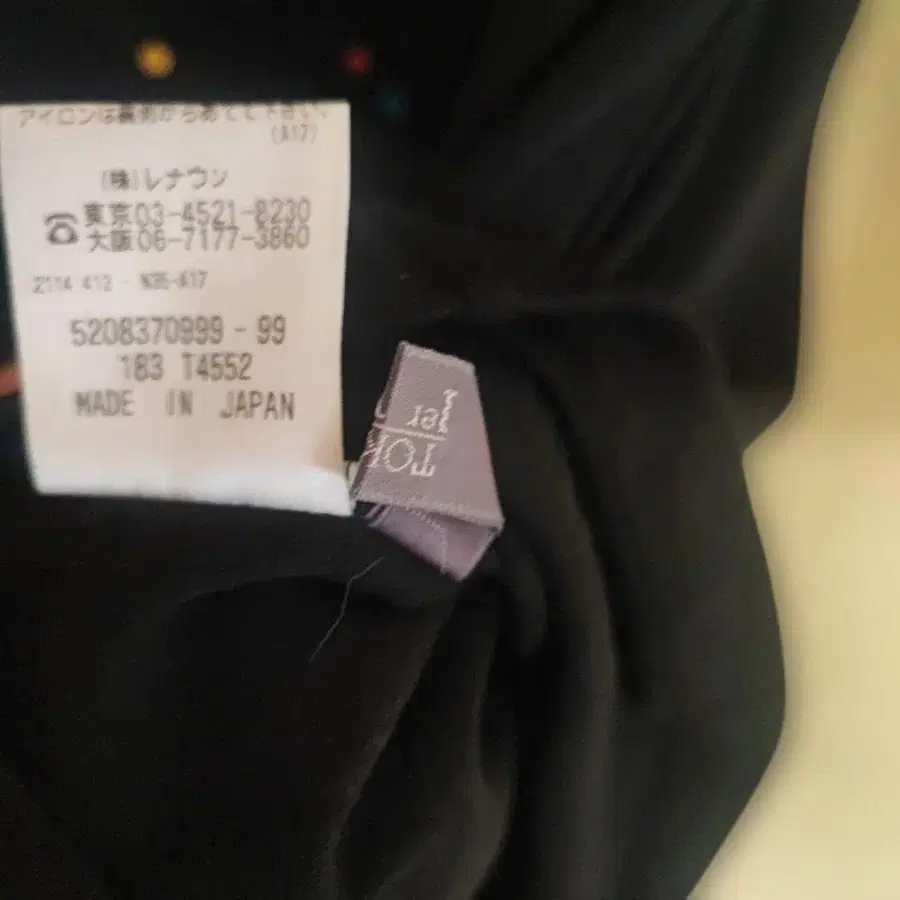 アイロンは裏側からあてて下さい。
(A17)
(株)レナウン
☎ 東京03-4521-8230
大阪06-7177-3860
2114 412 - N35-A17
5208370999 - 99
183 T4552
MADE IN JAPAN
TOK